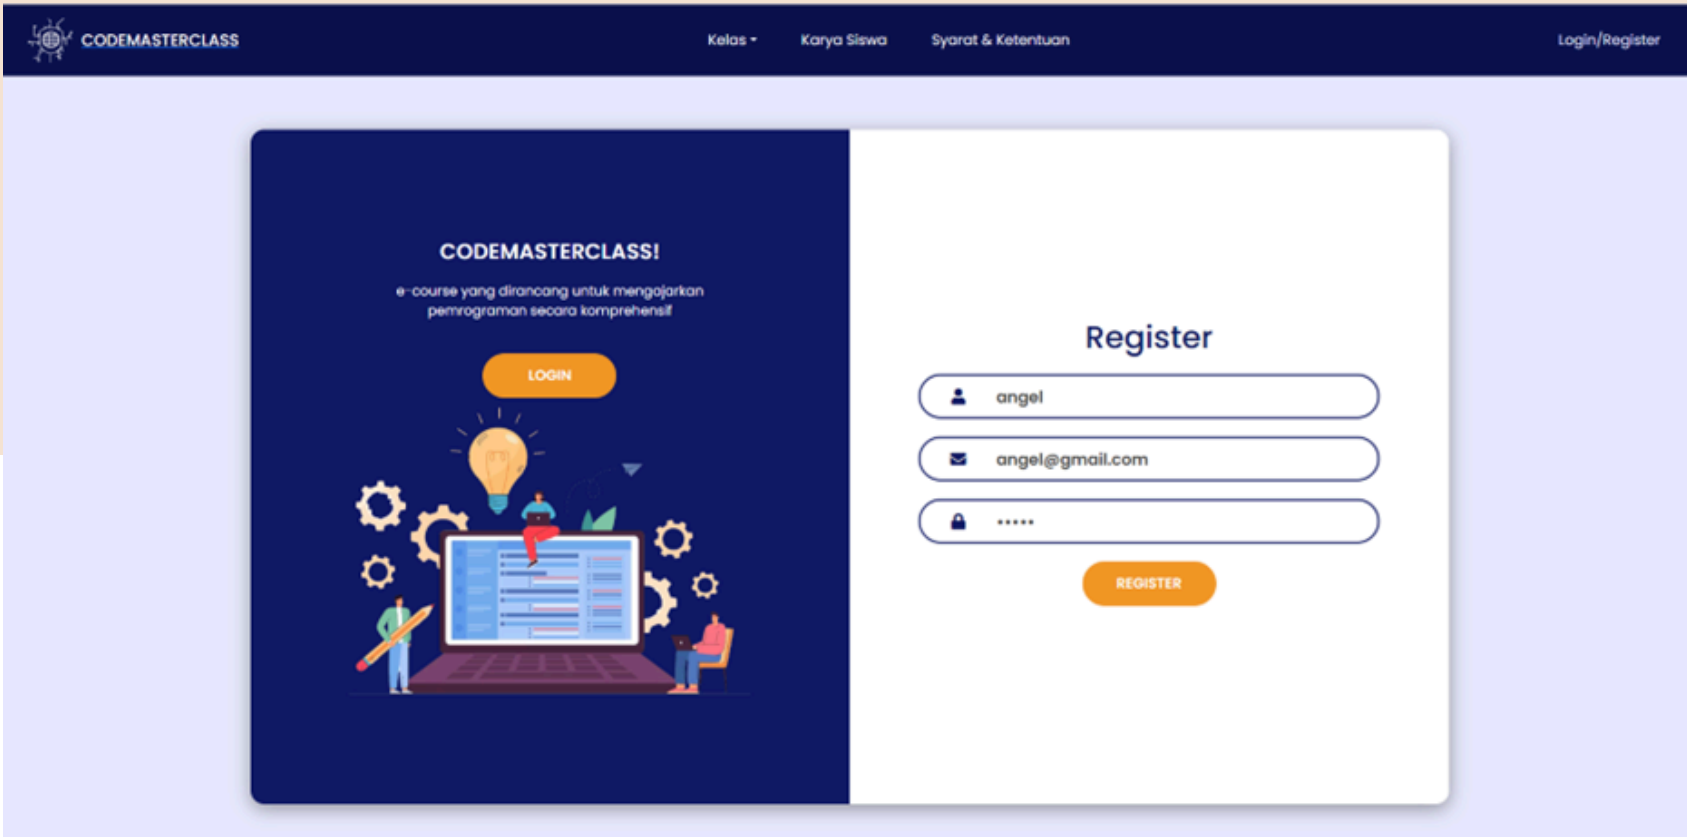 CODEMASTERCLASS
Kelas
Karya Siswa
Syarat & Ketentuan
Login/Register
CODEMASTERCLASS!
e-course yang dirancang untuk mengajarkan
pemrograman secara komprehensif
LOGIN
Register
angel
angel@gmail.com
•••••
REGISTER